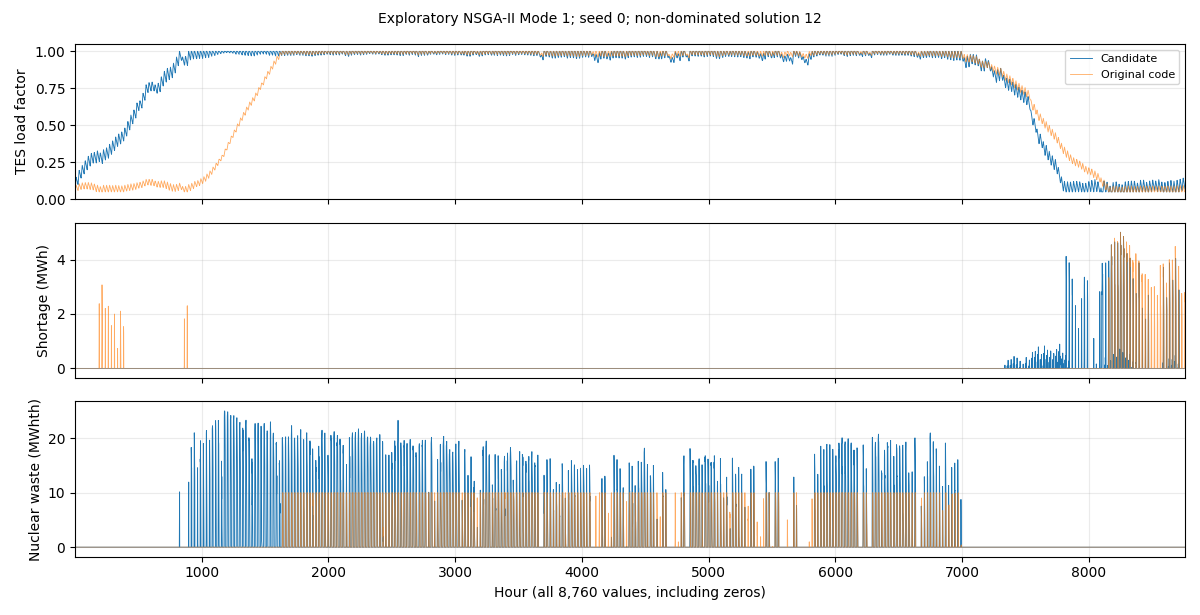 Exploratory NSGA-II Mode 1; seed 0; non-dominated solution 12
TES load factor
1.00
0.75
0.50
0.25
0.00
Candidate
Original code
Shortage (MWh)
4
2
0
Nuclear waste (MWhth)
20
10
0
1000 2000 3000 4000 5000 6000 7000 8000
Hour (all 8,760 values, including zeros)